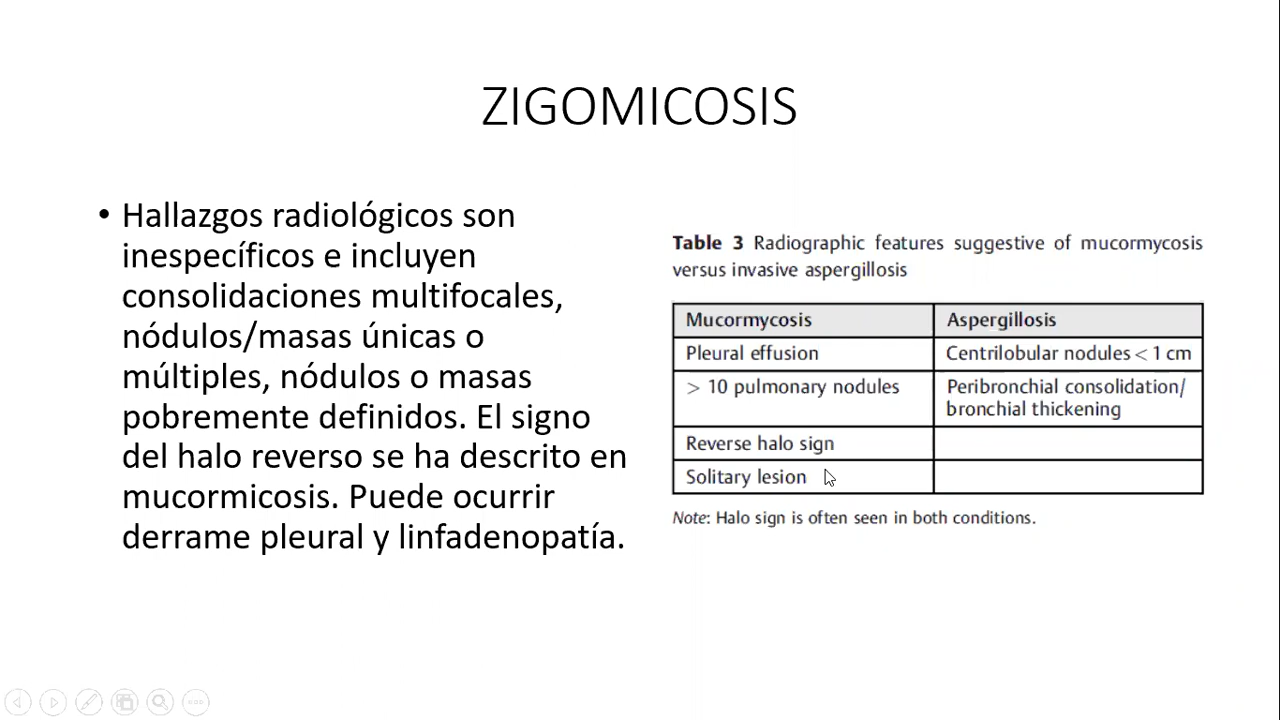 ZIGOMICOSIS
• Hallazgos radiológicos son
inespecíficos e incluyen
consolidaciones multifocales,
nódulos/masas únicas o
múltiples, nódulos o masas
pobremente definidos. El signo
del halo reverso se ha descrito en
mucormicosis. Puede ocurrir
derrame pleural y linfadenopatía.
Table 3 Radiographic features suggestive of mucormycosis
versus invasive aspergillosis
Mucormycosis Aspergillosis
Pleural effusion Centrilobular nodules < 1 cm
> 10 pulmonary nodules Peribronchial consolidation/
bronchial thickening
Reverse halo sign
Solitary lesion
Note: Halo sign is often seen in both conditions.